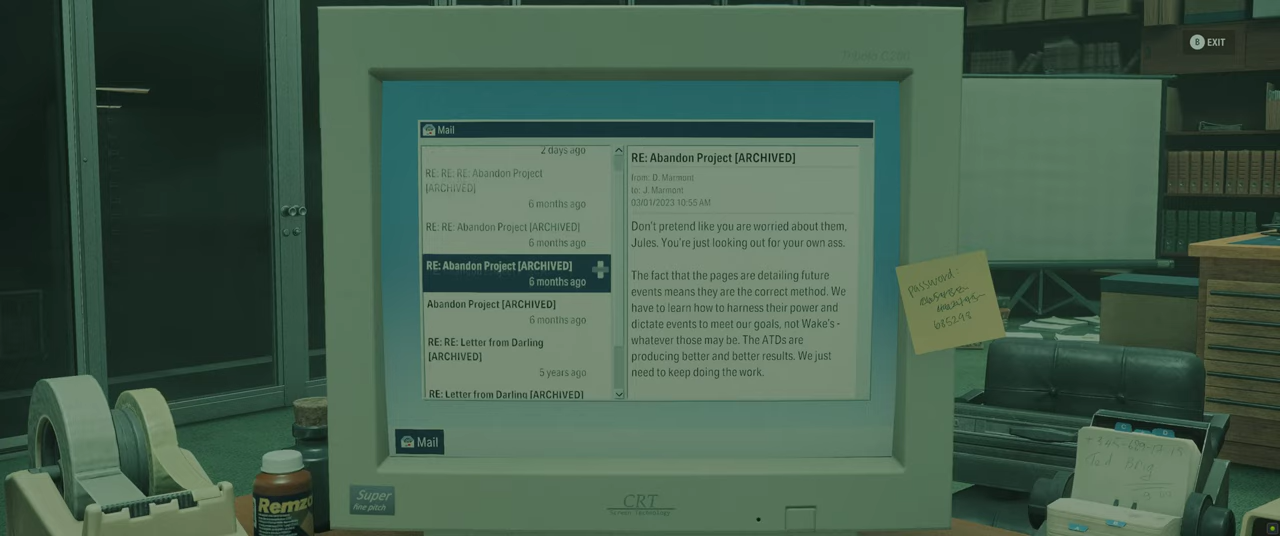 EXIT
B
Mail
2 days ago
RE: RE: RE: Abandon Project
[ARCHIVED]
6 months ago
RE: RE: Abandon Project [ARCHIVED]
6 months ago
RE: Abandon Project [ARCHIVED]
6 months ago
Abandon Project [ARCHIVED]
6 months ago
RE: RE: Letter from Darling
[ARCHIVED]
5 years ago
RE: Letter from Darling [ARCHIVED]
RE: Abandon Project [ARCHIVED]
from: D. Marmont
to: J. Marmont
03/01/2023 10:55 AM
Don't pretend like you are worried about them,
Jules. You're just looking out for your own ass.
The fact that the pages are detailing future
events means they are the correct method. We
have to learn how to harness their power and
dictate events to meet our goals, not Wake's -
whatever those may be. The ATDs are
producing better and better results. We just
need to keep doing the work.
Password:
685298
Mail
Super
fine pitch
CRT
Screen Technology